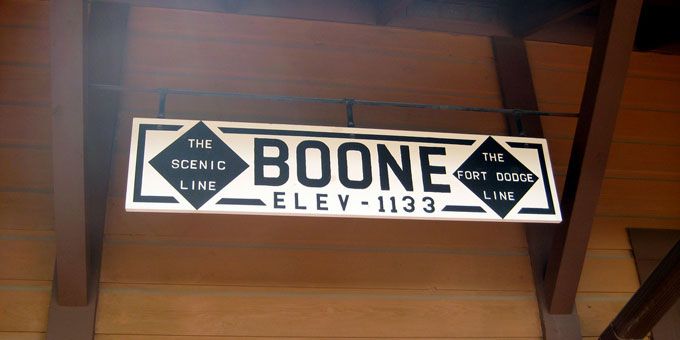 THE
SCENIC
LINE
BOONE
ELEV-1133
THE
FORT DODGE
LINE